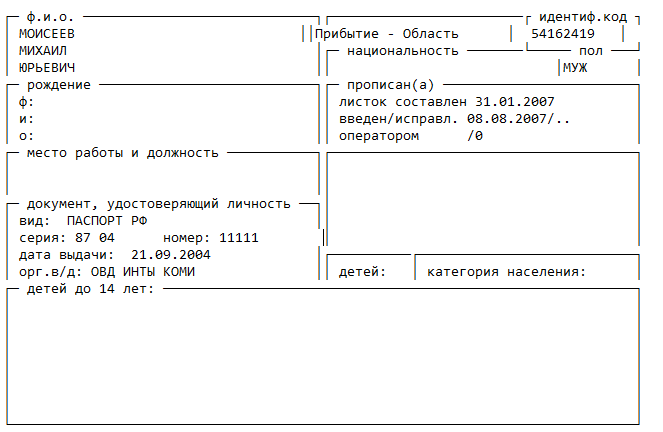 ф.и.о. идентиф.код
МОИСЕЕВ Прибытие - Область 54162419
МИХАИЛ национальность пол
ЮРЬЕВИЧ МУЖ
рождение прописан(а)
ф: листок составлен 31.01.2007
и: введен/исправл. 08.08.2007/..
о: оператором /0
место работы и должность
документ, удостоверяющий личность
вид: ПАСПОРТ РФ
серия: 87 04 номер: 11111
дата выдачи: 21.09.2004
орг.в/д: ОВД ИНТЫ КОМИ детей: категория населения:
детей до 14 лет: